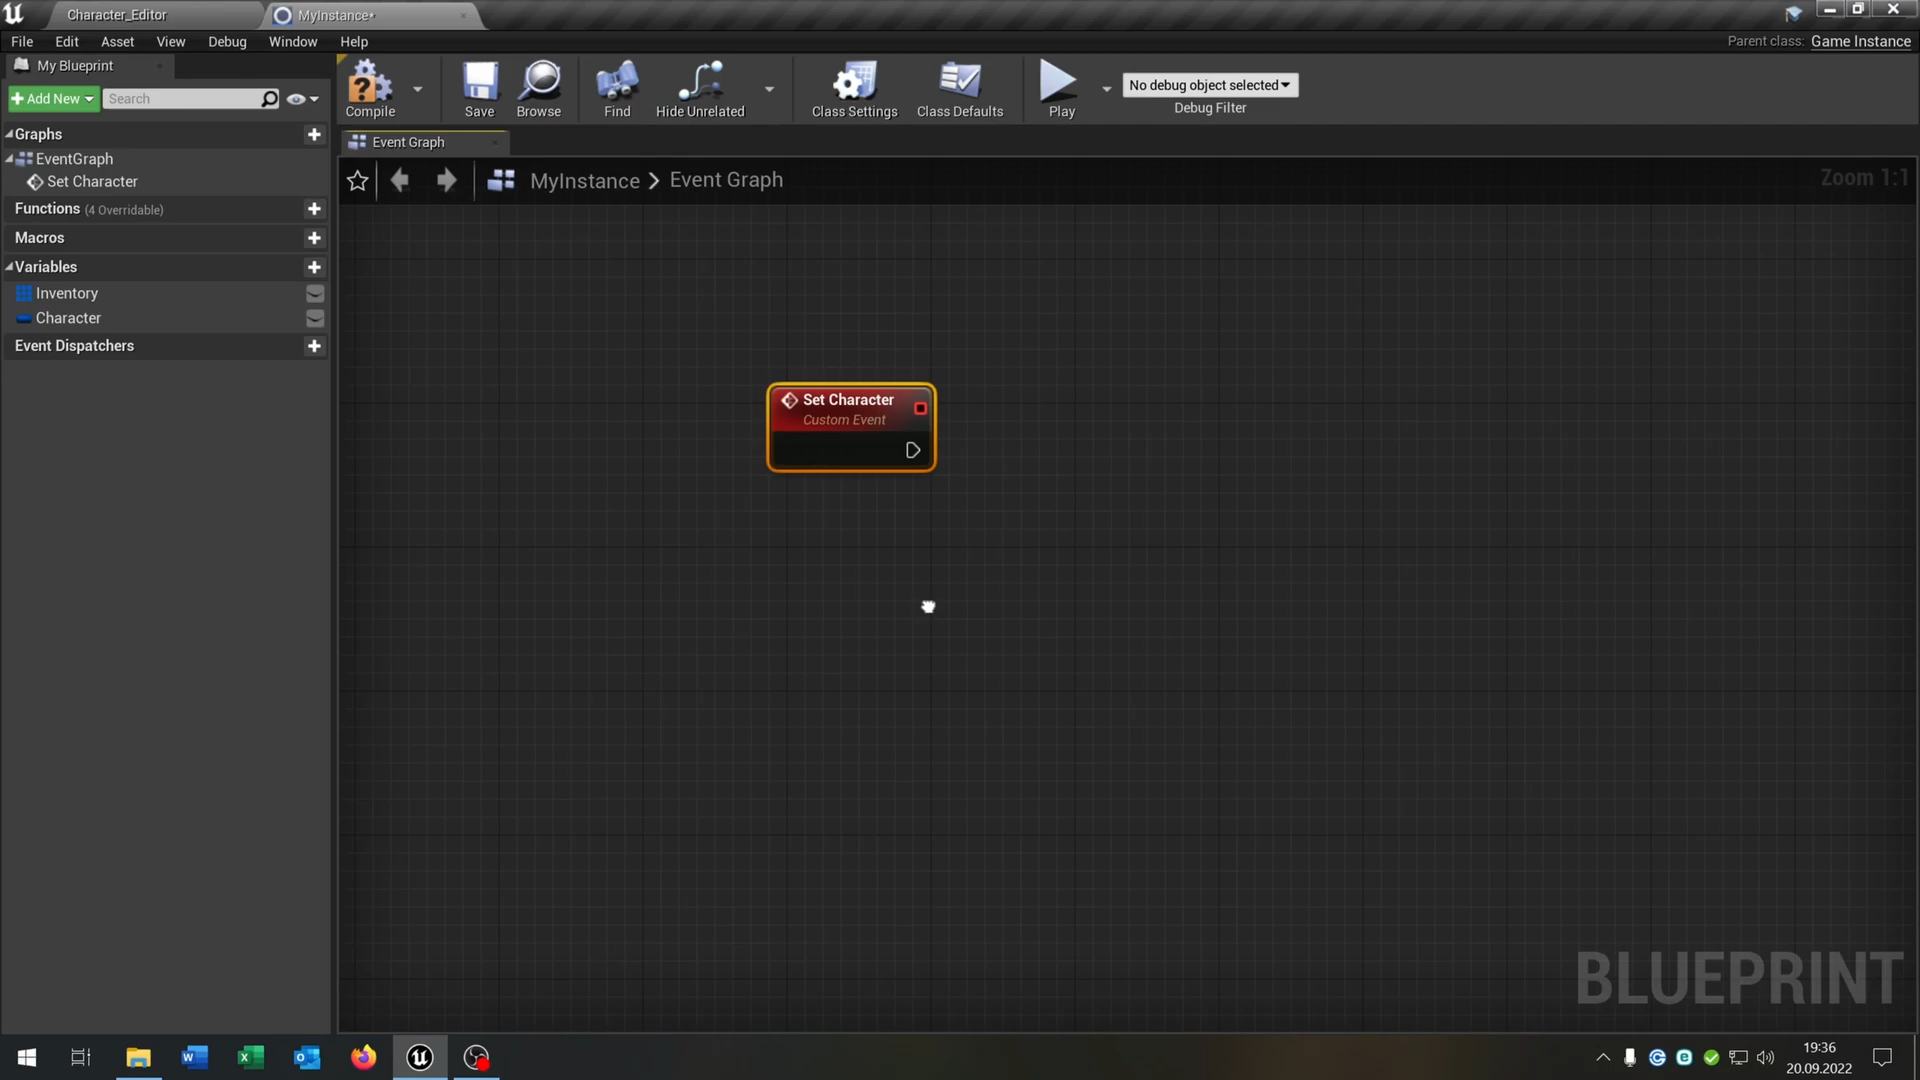 Character_Editor
MyInstance*
File Edit Asset View Debug Window Help
Parent class: Game Instance
My Blueprint
Add New
Search
Compile
Save
Browse
Find
Hide Unrelated
Class Settings
Class Defaults
Play
No debug object selected
Debug Filter
Graphs
EventGraph
Set Character
Functions (4 Overridable)
Macros
Variables
Inventory
Character
Event Dispatchers
Event Graph
MyInstance > Event Graph
Zoom 1:1
Set Character
Custom Event
BLUEPRINT
19:36
20.09.2022